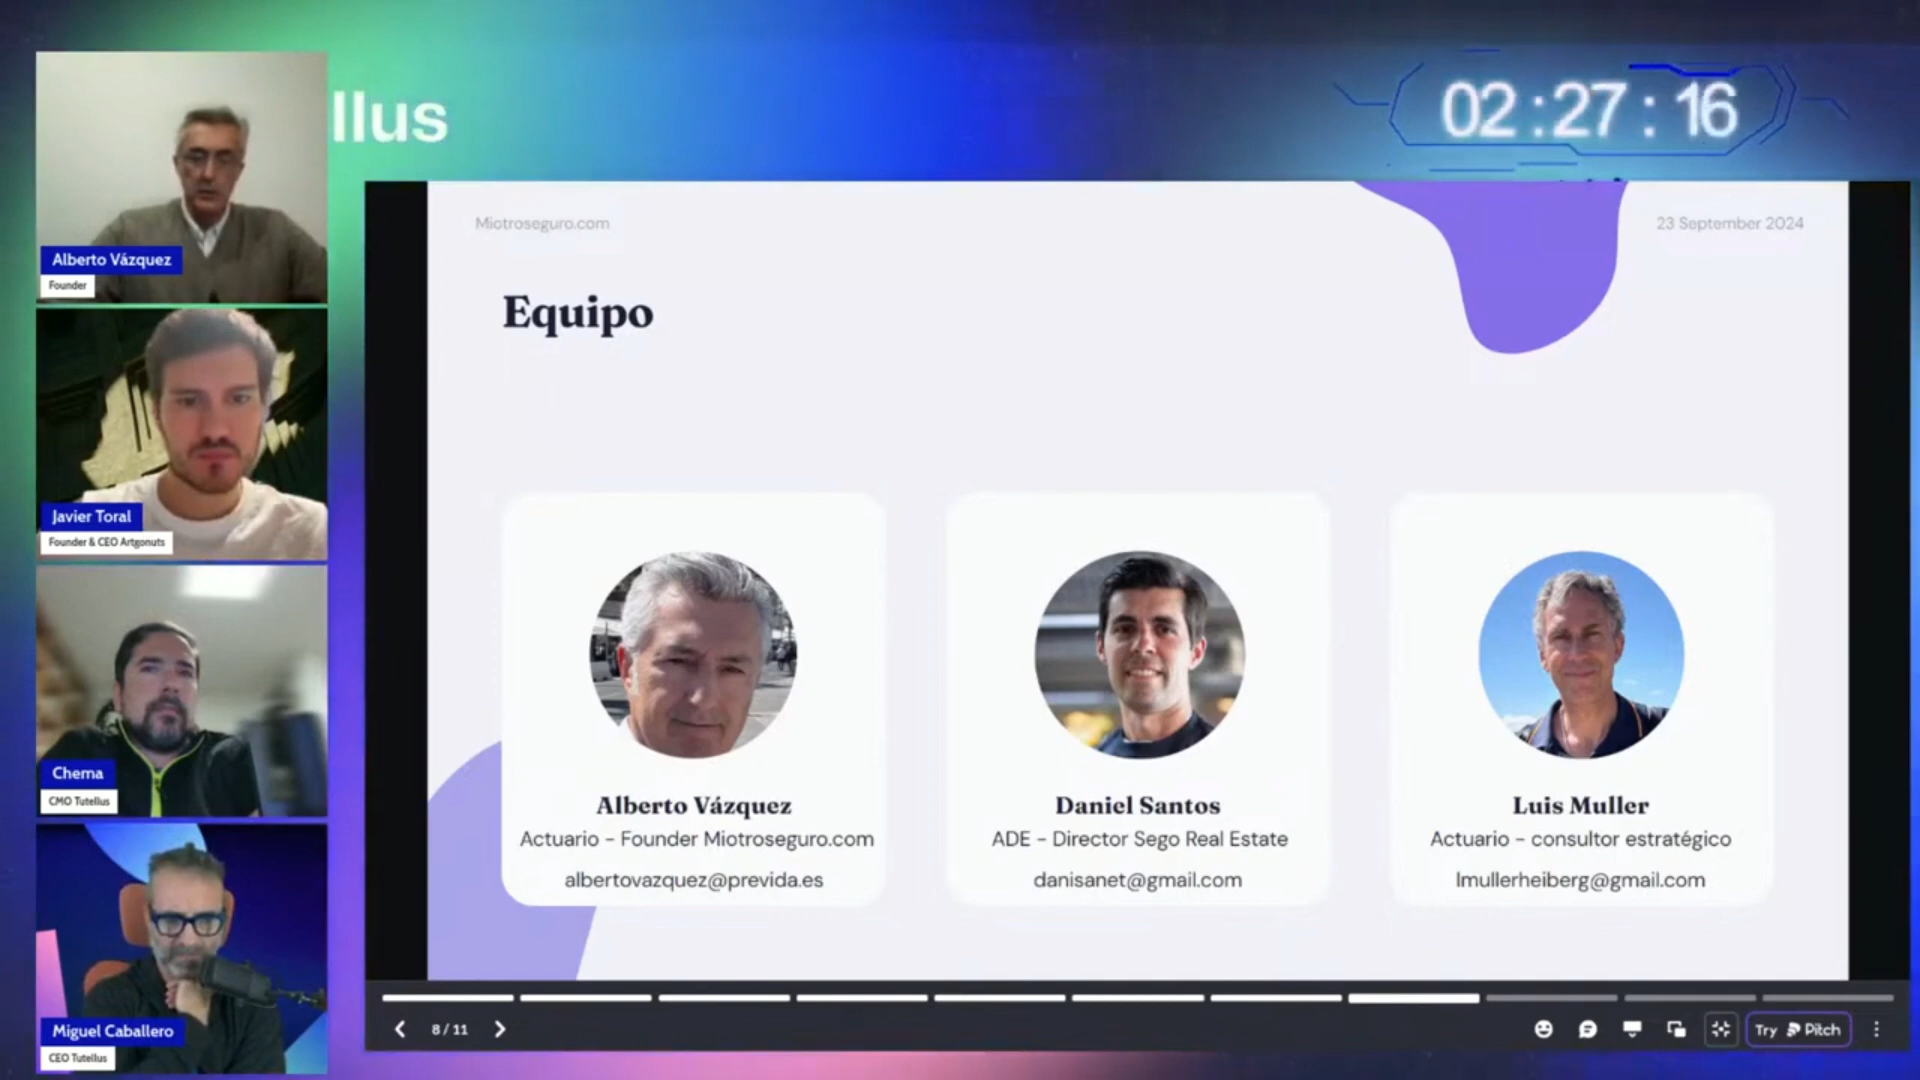 llus
02:27:16
Alberto Vázquez
Founder
Javier Toral
Founder & CEO Artgonuts
Chema
CMO Tutellus
Miguel Caballero
CEO Tutellus
Miotroseguro.com
23 September 2024
Equipo
Alberto Vázquez
Actuario - Founder Miotroseguro.com
albertovazquez@previda.es
Daniel Santos
ADE - Director Sego Real Estate
danisanet@gmail.com
Luis Muller
Actuario - consultor estratégico
lmullerheiberg@gmail.com
8 / 11
Try Pitch